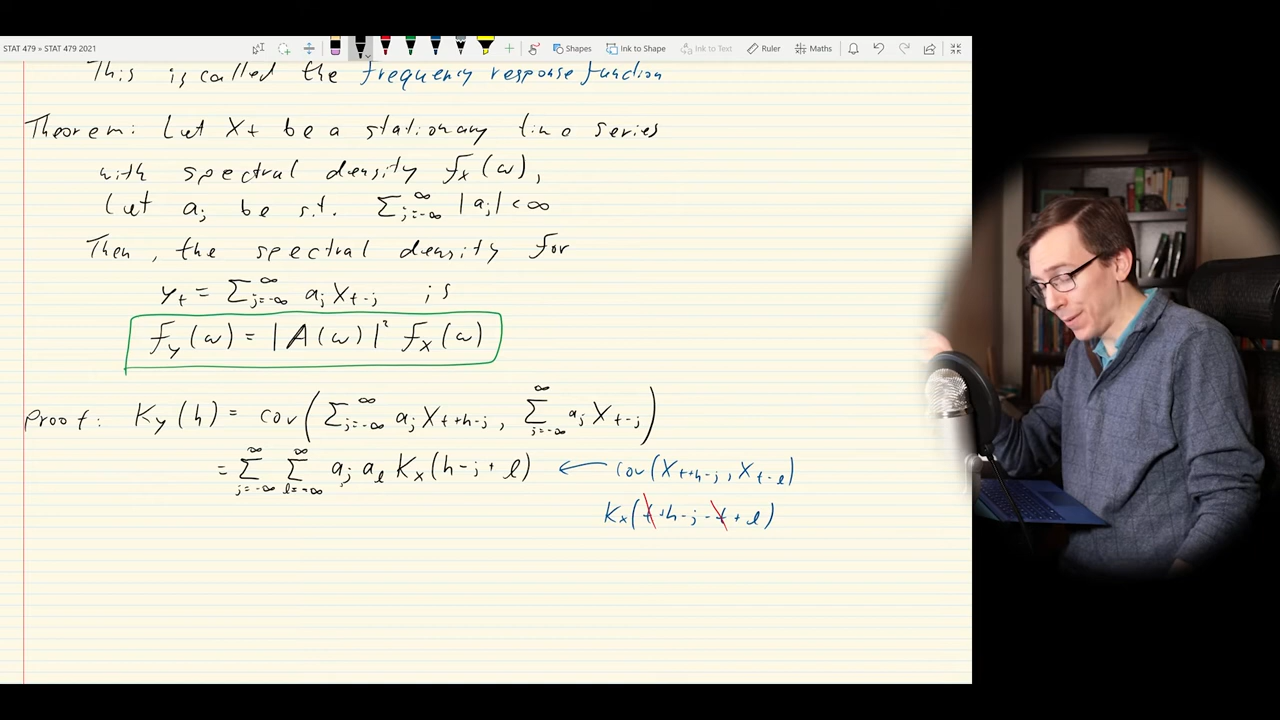 STAT 479 » STAT 479 2021
Shapes Ink to Shape Ink to Text Ruler Maths
This is called the frequency response function
Theorem: Let Xt be a stationary time series
with spectral density fx(ω),
Let aj be s.t. ∑j=-∞^∞ |aj| < ∞
Then, the spectral density for
yt = ∑j=-∞^∞ aj Xt-j is
fy(ω) = |A(ω)|² fx(ω)
Proof: Ky(h) = cov(∑j=-∞^∞ aj Xt+h-j, ∑j=-∞^∞ aj Xt-j)
= ∑j=-∞^∞ ∑l=-∞^∞ aj al Kx(h-j+l) ← cov(Xt+h-j, Xt-l)
Kx(t+h-j-t+l)